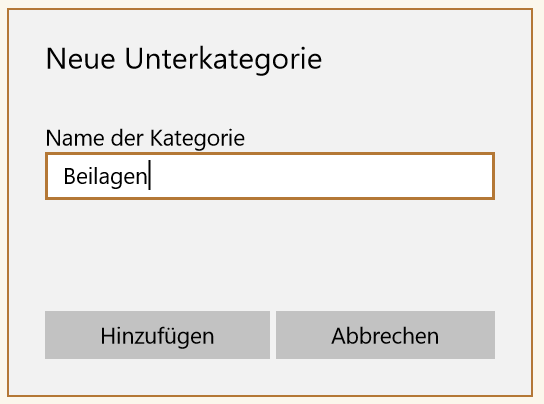 Neue Unterkategorie
Name der Kategorie
Beilagen
Hinzufügen Abbrechen